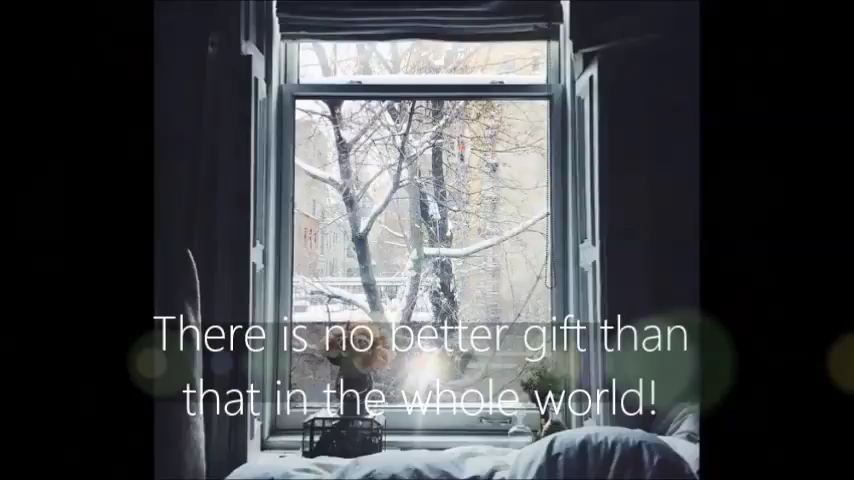 There is no better gift than
that in the whole world!